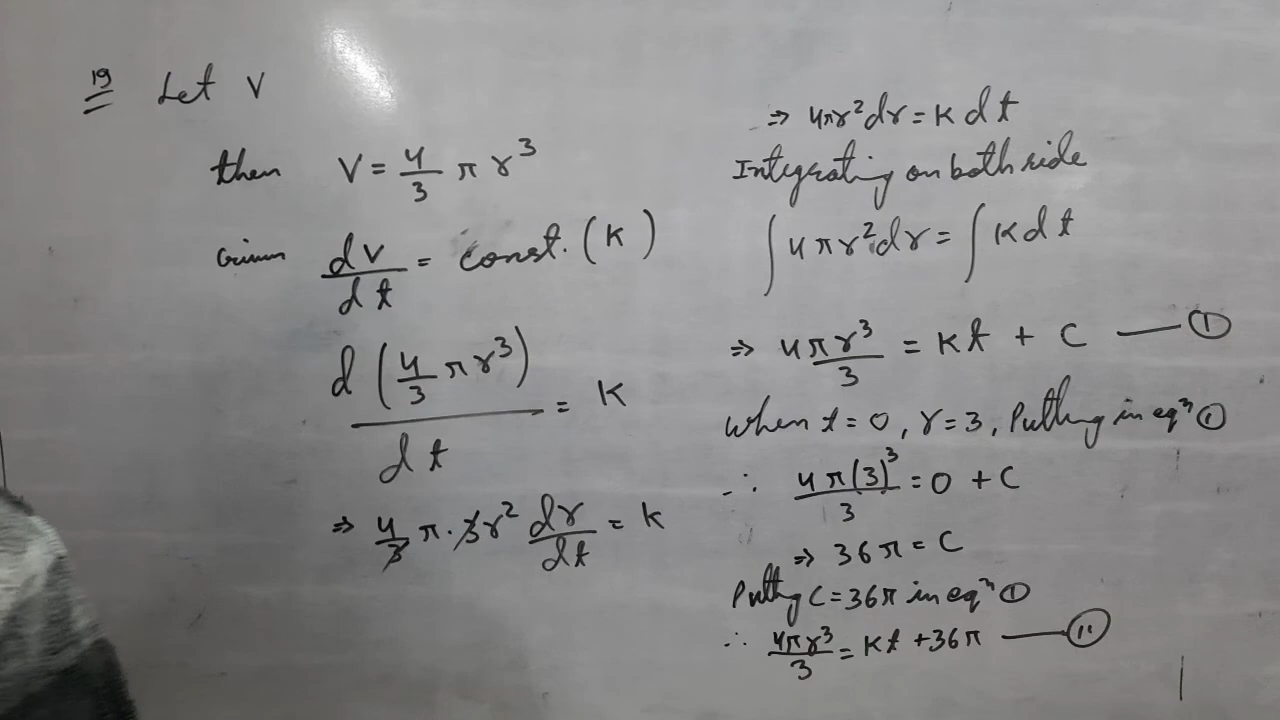 19 Let V
then V = 4/3 π r³
Given dv/dt = const. (K)
d (4/3 π r³) / dt = K
⇒ 4/3 π · 3r² dr/dt = K
⇒ 4πr² dr = K dt
Integrating on both side
∫ 4πr² dr = ∫ K dt
⇒ 4πr³/3 = Kt + C —— ①
When t = 0, r = 3, Putting in eqⁿ ①
∴ 4π(3)³/3 = 0 + C
⇒ 36π = C
Putting C = 36π in eqⁿ ①
∴ 4πr³/3 = Kt + 36π —— ⑪